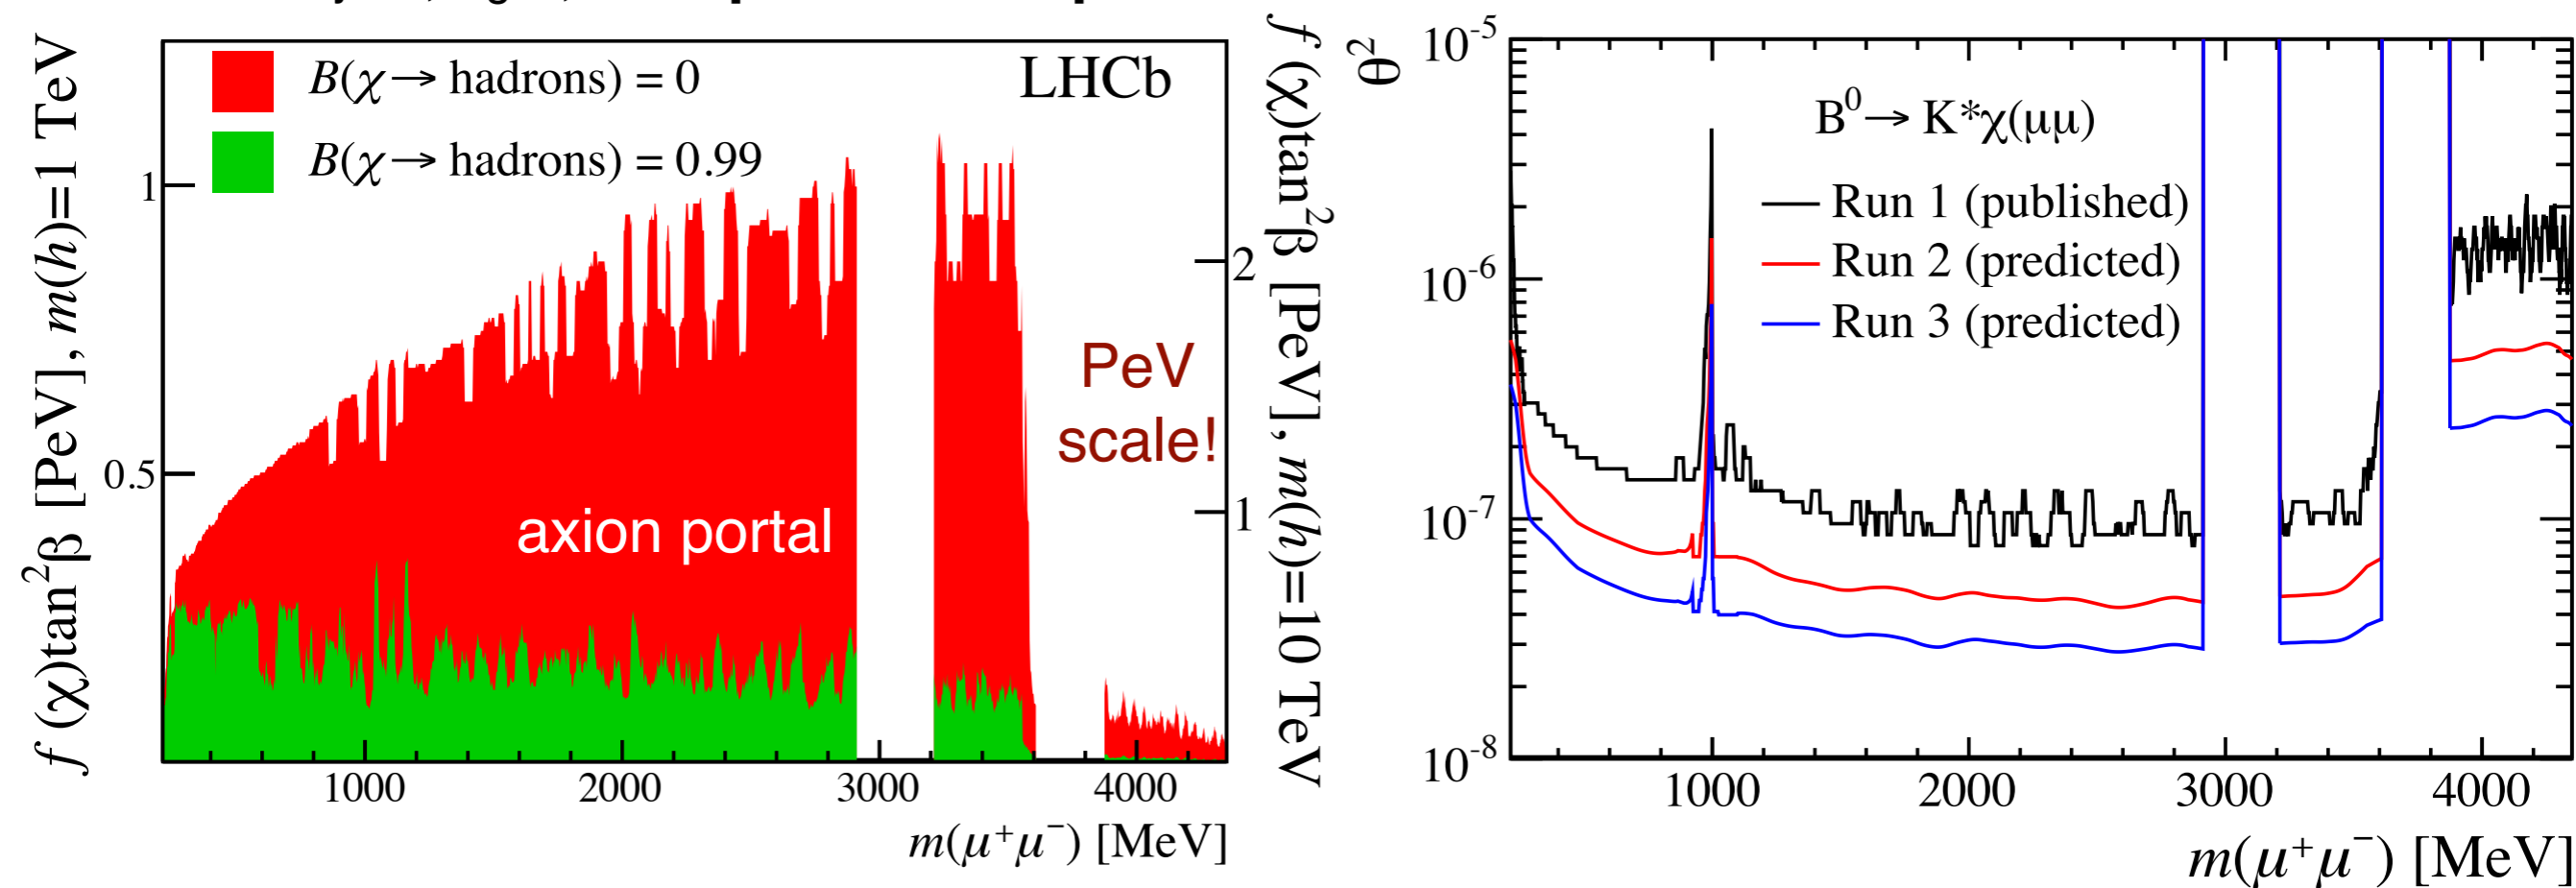 B(χ→ hadrons) = 0
B(χ→ hadrons) = 0.99
LHCb
PeV
scale!
axion portal
f (χ)tan²β [PeV], m(h)=1 TeV
1
0.5
1000
2000
3000
4000
m(μ⁺μ⁻) [MeV]
2
1
f (χ)tan²β [PeV], m(h)=10 TeV
θ²
10⁻⁵
10⁻⁶
10⁻⁷
10⁻⁸
B⁰→ K*χ(μμ)
Run 1 (published)
Run 2 (predicted)
Run 3 (predicted)
1000
2000
3000
4000
m(μ⁺μ⁻) [MeV]